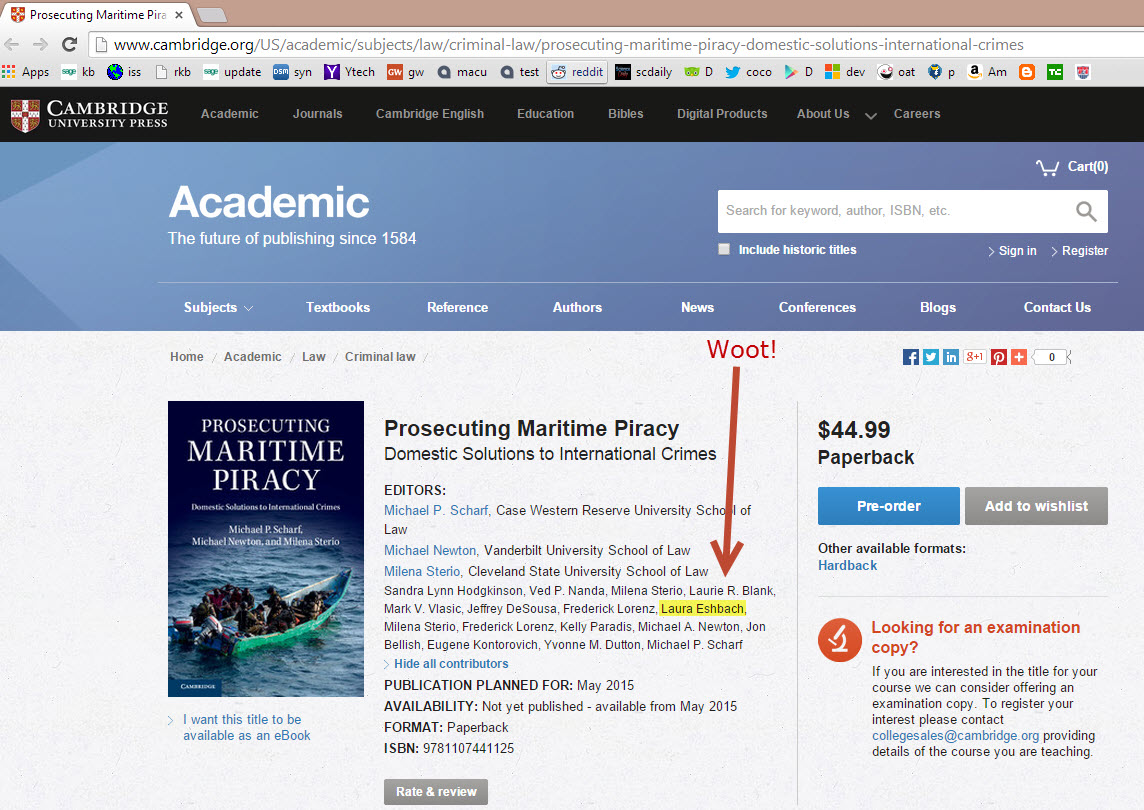 Prosecuting Maritime Pira
www.cambridge.org/US/academic/subjects/law/criminal-law/prosecuting-maritime-piracy-domestic-solutions-international-crimes
Apps sage kb iss rkb sage update DSM syn Y Ytech GW gw macu test reddit scdaily D coco D dev oat p a Am TC
CAMBRIDGE
UNIVERSITY PRESS
Academic Journals Cambridge English Education Bibles Digital Products About Us Careers
Cart(0)
Academic
The future of publishing since 1584
Search for keyword, author, ISBN, etc.
Include historic titles
Sign in Register
Subjects Textbooks Reference Authors News Conferences Blogs Contact Us
Home / Academic / Law / Criminal law /
Woot!
f in g+1 + 0
PROSECUTING
MARITIME
PIRACY
Domestic Solutions to International Crimes
Michael P. Scharf,
Michael Newton, and Milena Sterio
CAMBRIDGE
I want this title to be
available as an eBook
Prosecuting Maritime Piracy
Domestic Solutions to International Crimes
EDITORS:
Michael P. Scharf, Case Western Reserve University School of
Law
Michael Newton, Vanderbilt University School of Law
Milena Sterio, Cleveland State University School of Law
Sandra Lynn Hodgkinson, Ved P. Nanda, Milena Sterio, Laurie R. Blank,
Mark V. Vlasic, Jeffrey DeSousa, Frederick Lorenz, Laura Eshbach,
Milena Sterio, Frederick Lorenz, Kelly Paradis, Michael A. Newton, Jon
Bellish, Eugene Kontorovich, Yvonne M. Dutton, Michael P. Scharf
Hide all contributors
PUBLICATION PLANNED FOR: May 2015
AVAILABILITY: Not yet published - available from May 2015
FORMAT: Paperback
ISBN: 9781107441125
Rate & review
$44.99
Paperback
Pre-order
Add to wishlist
Other available formats:
Hardback
Looking for an examination
copy?
If you are interested in the title for your
course we can consider offering an
examination copy. To register your
interest please contact
collegesales@cambridge.org providing
details of the course you are teaching.